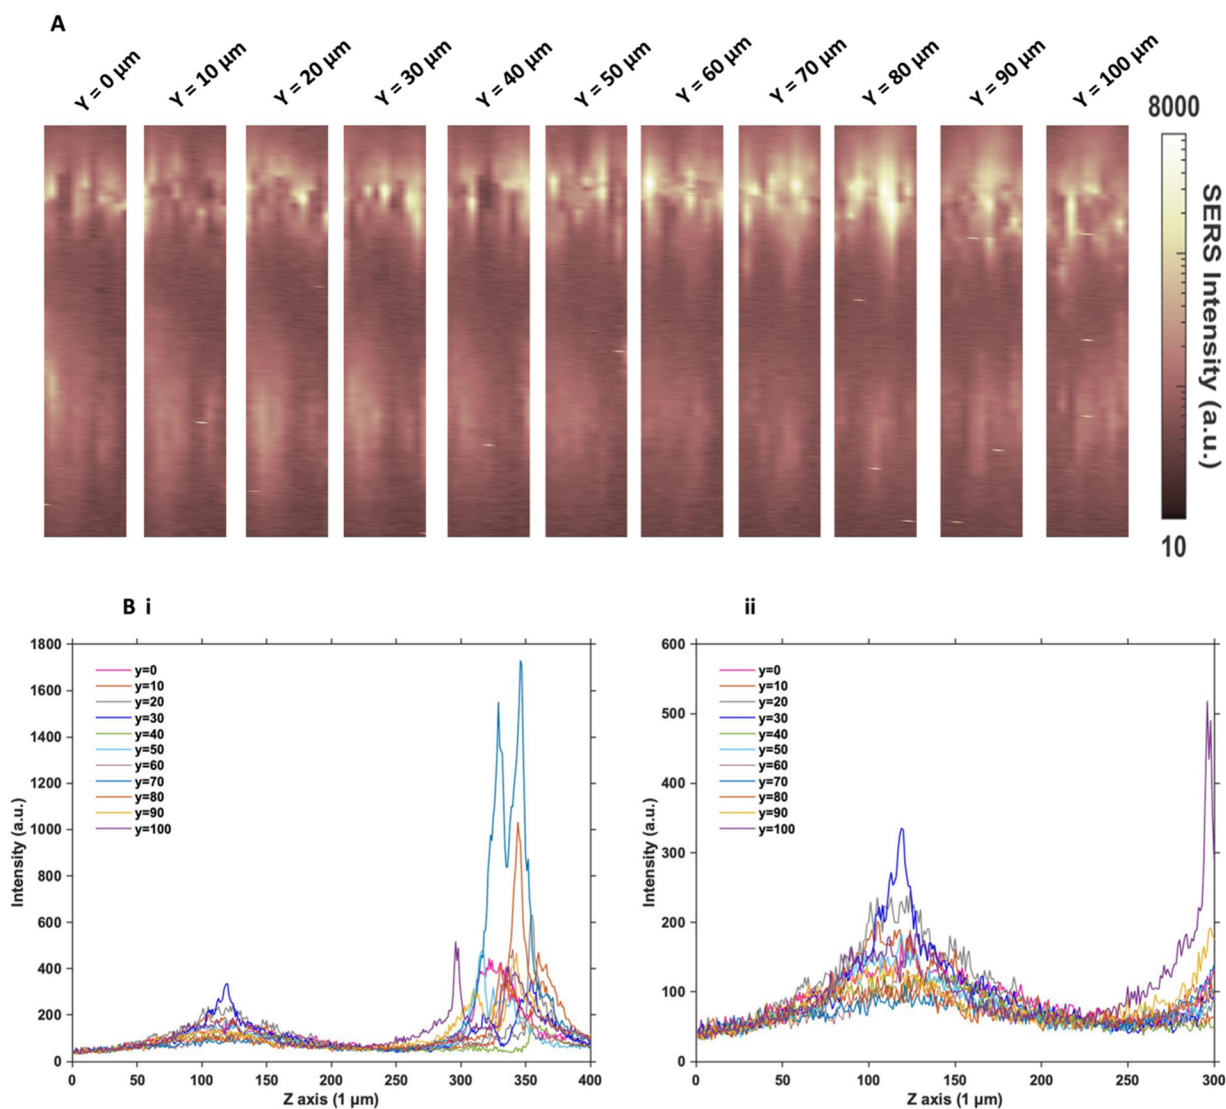 A
Y = 0 µm
Y = 10 µm
Y = 20 µm
Y = 30 µm
Y = 40 µm
Y = 50 µm
Y = 60 µm
Y = 70 µm
Y = 80 µm
Y = 90 µm
Y = 100 µm
8000
SERS Intensity (a.u.)
10
B i
1800
1600
1400
1200
1000
800
600
400
200
0
Intensity (a.u.)
y=0
y=10
y=20
y=30
y=40
y=50
y=60
y=70
y=80
y=90
y=100
0 50 100 150 200 250 300 350 400
Z axis (1 µm)
ii
600
500
400
300
200
100
0
Intensity (a.u.)
y=0
y=10
y=20
y=30
y=40
y=50
y=60
y=70
y=80
y=90
y=100
0 50 100 150 200 250 300
Z axis (1 µm)